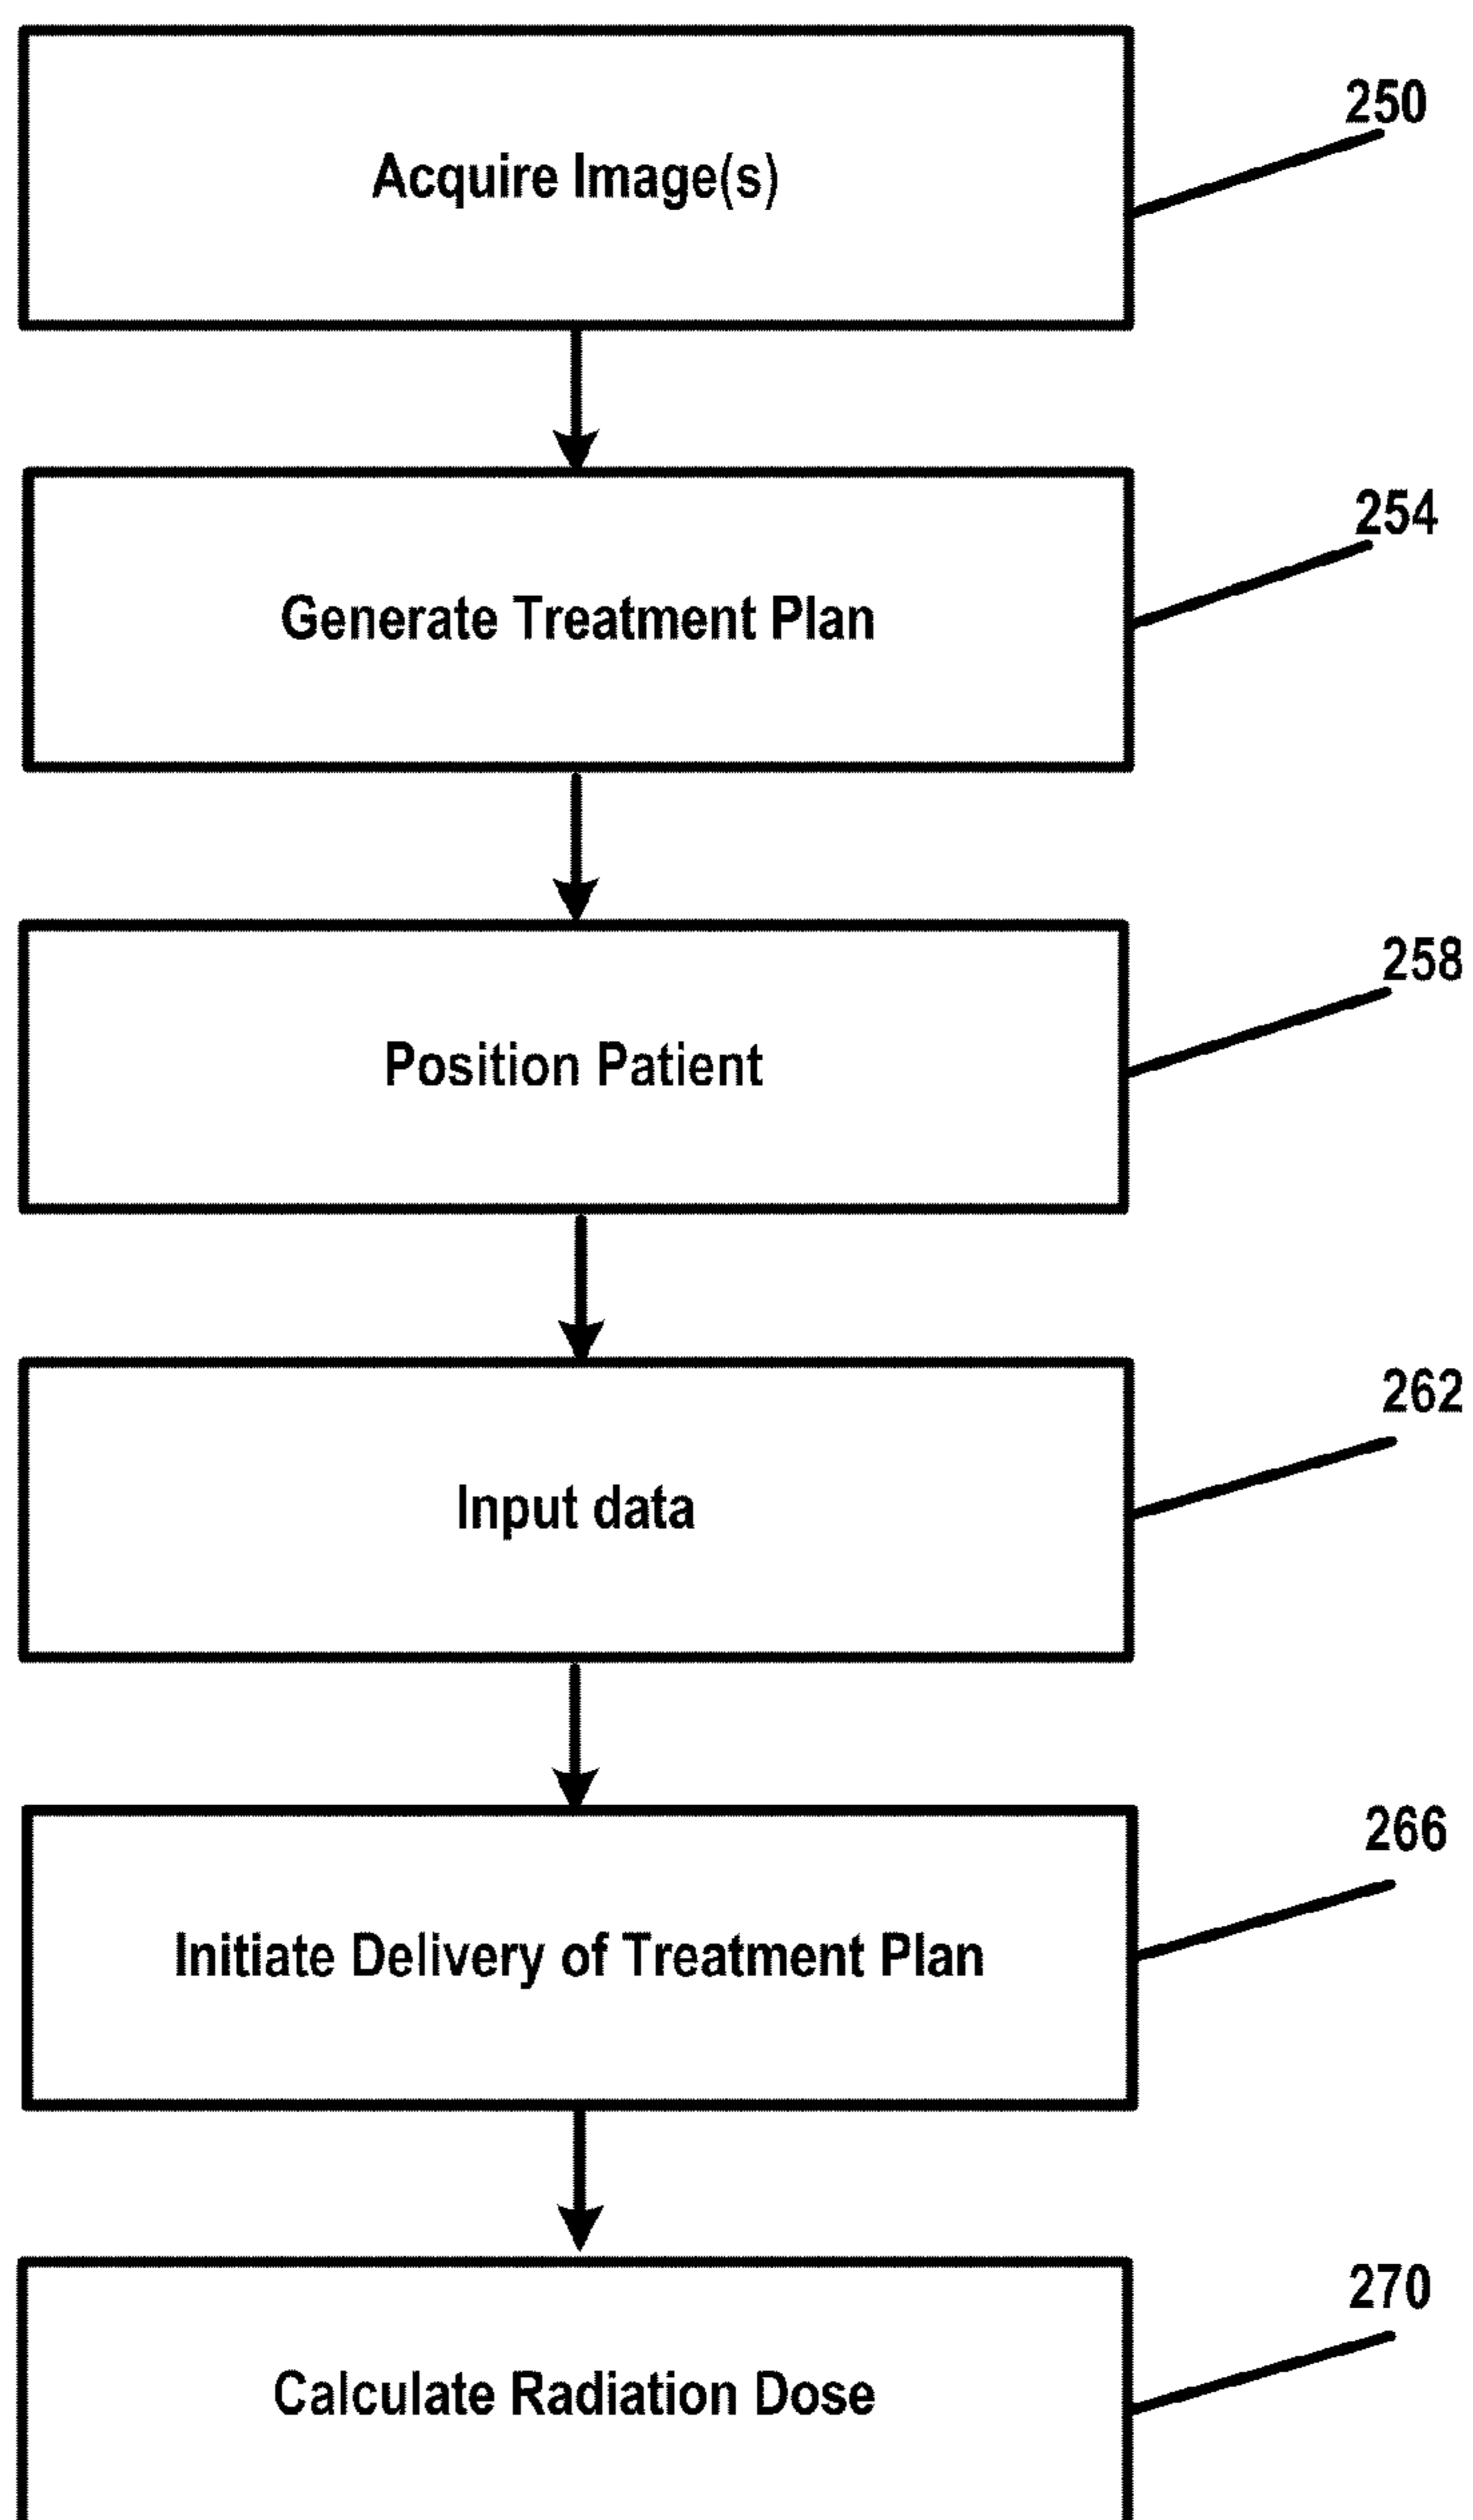 250
Acquire Image(s)
254
Generate Treatment Plan
258
Position Patient
262
Input data
266
Initiate Delivery of Treatment Plan
270
Calculate Radiation Dose